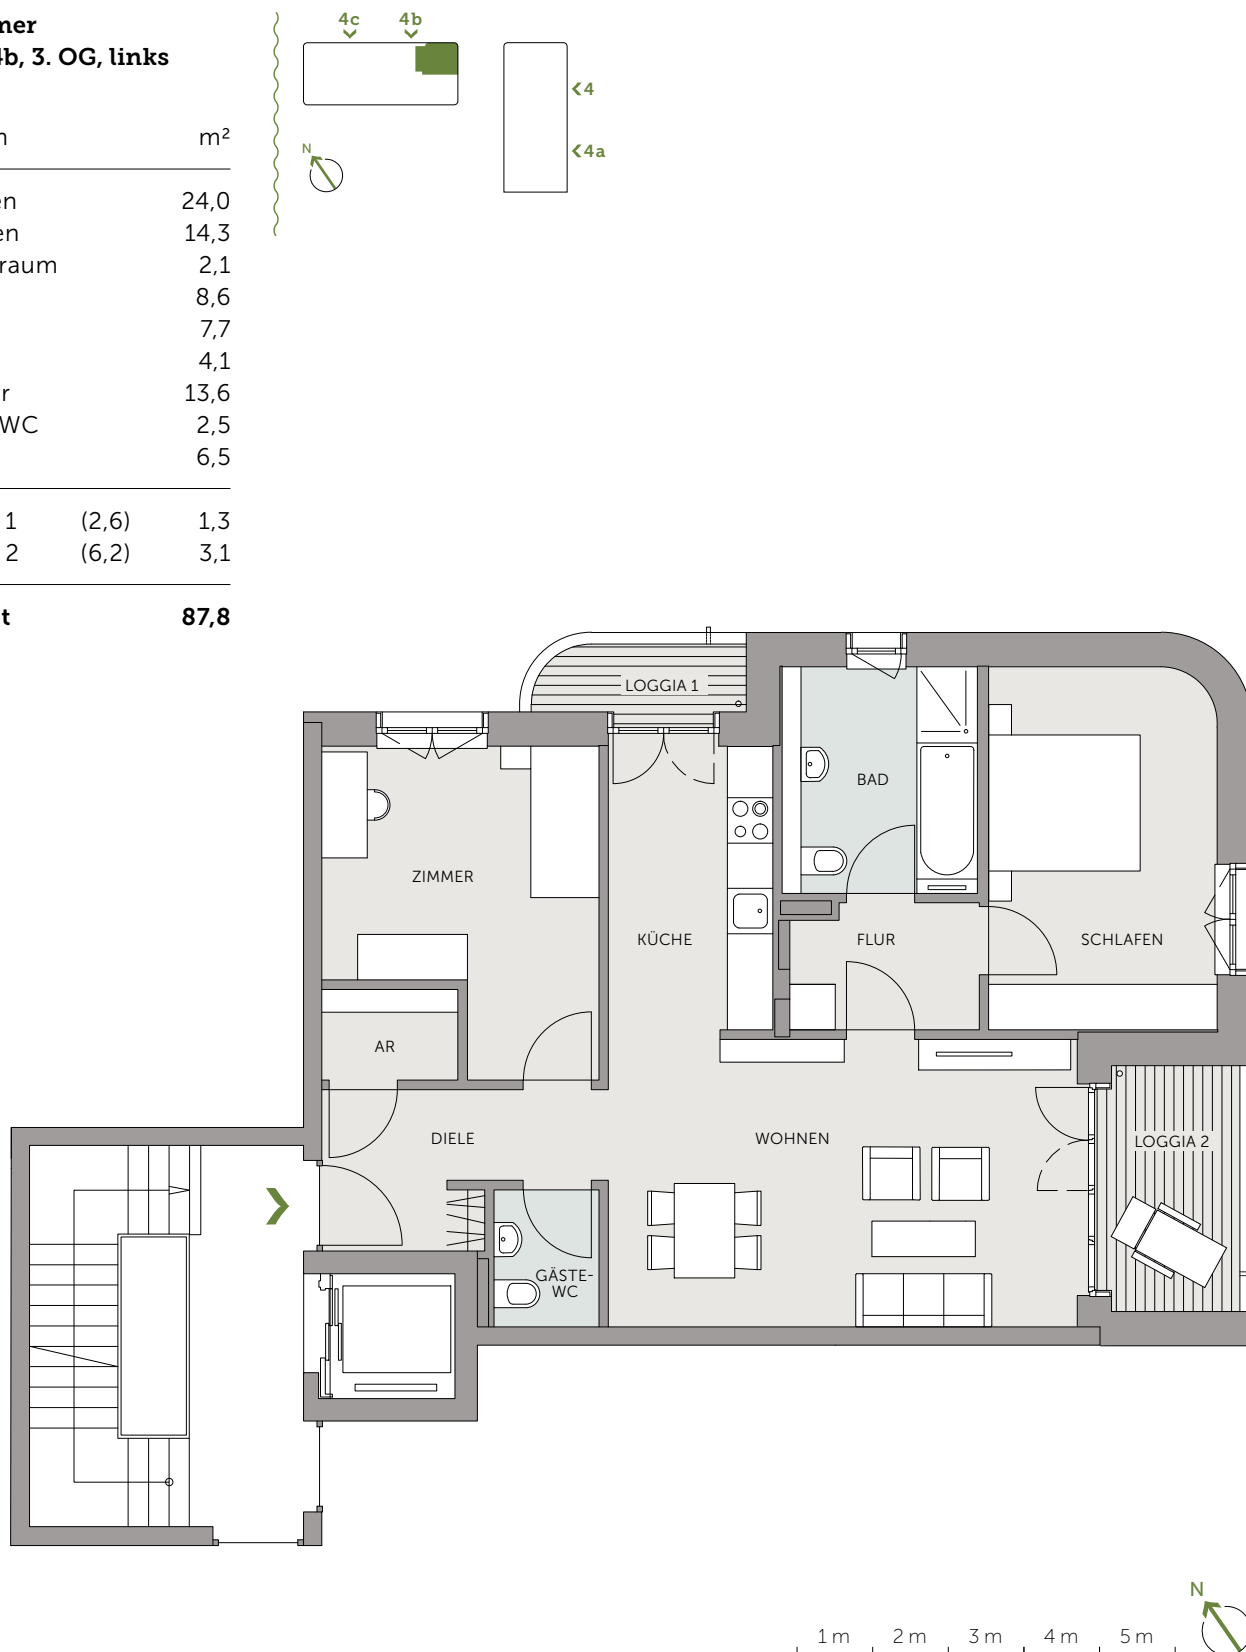 ner
4b, 3. OG, links
n m²
en 24,0
en 14,3
raum 2,1
8,6
7,7
4,1
r 13,6
WC 2,5
6,5
1 (2,6) 1,3
2 (6,2) 3,1
t 87,8
4c 4b
4
4a
N
LOGGIA 1
BAD
ZIMMER
KÜCHE
FLUR
SCHLAFEN
AR
DIELE
WOHNEN
LOGGIA 2
GÄSTE-
WC
N
1 m 2 m 3 m 4 m 5 m